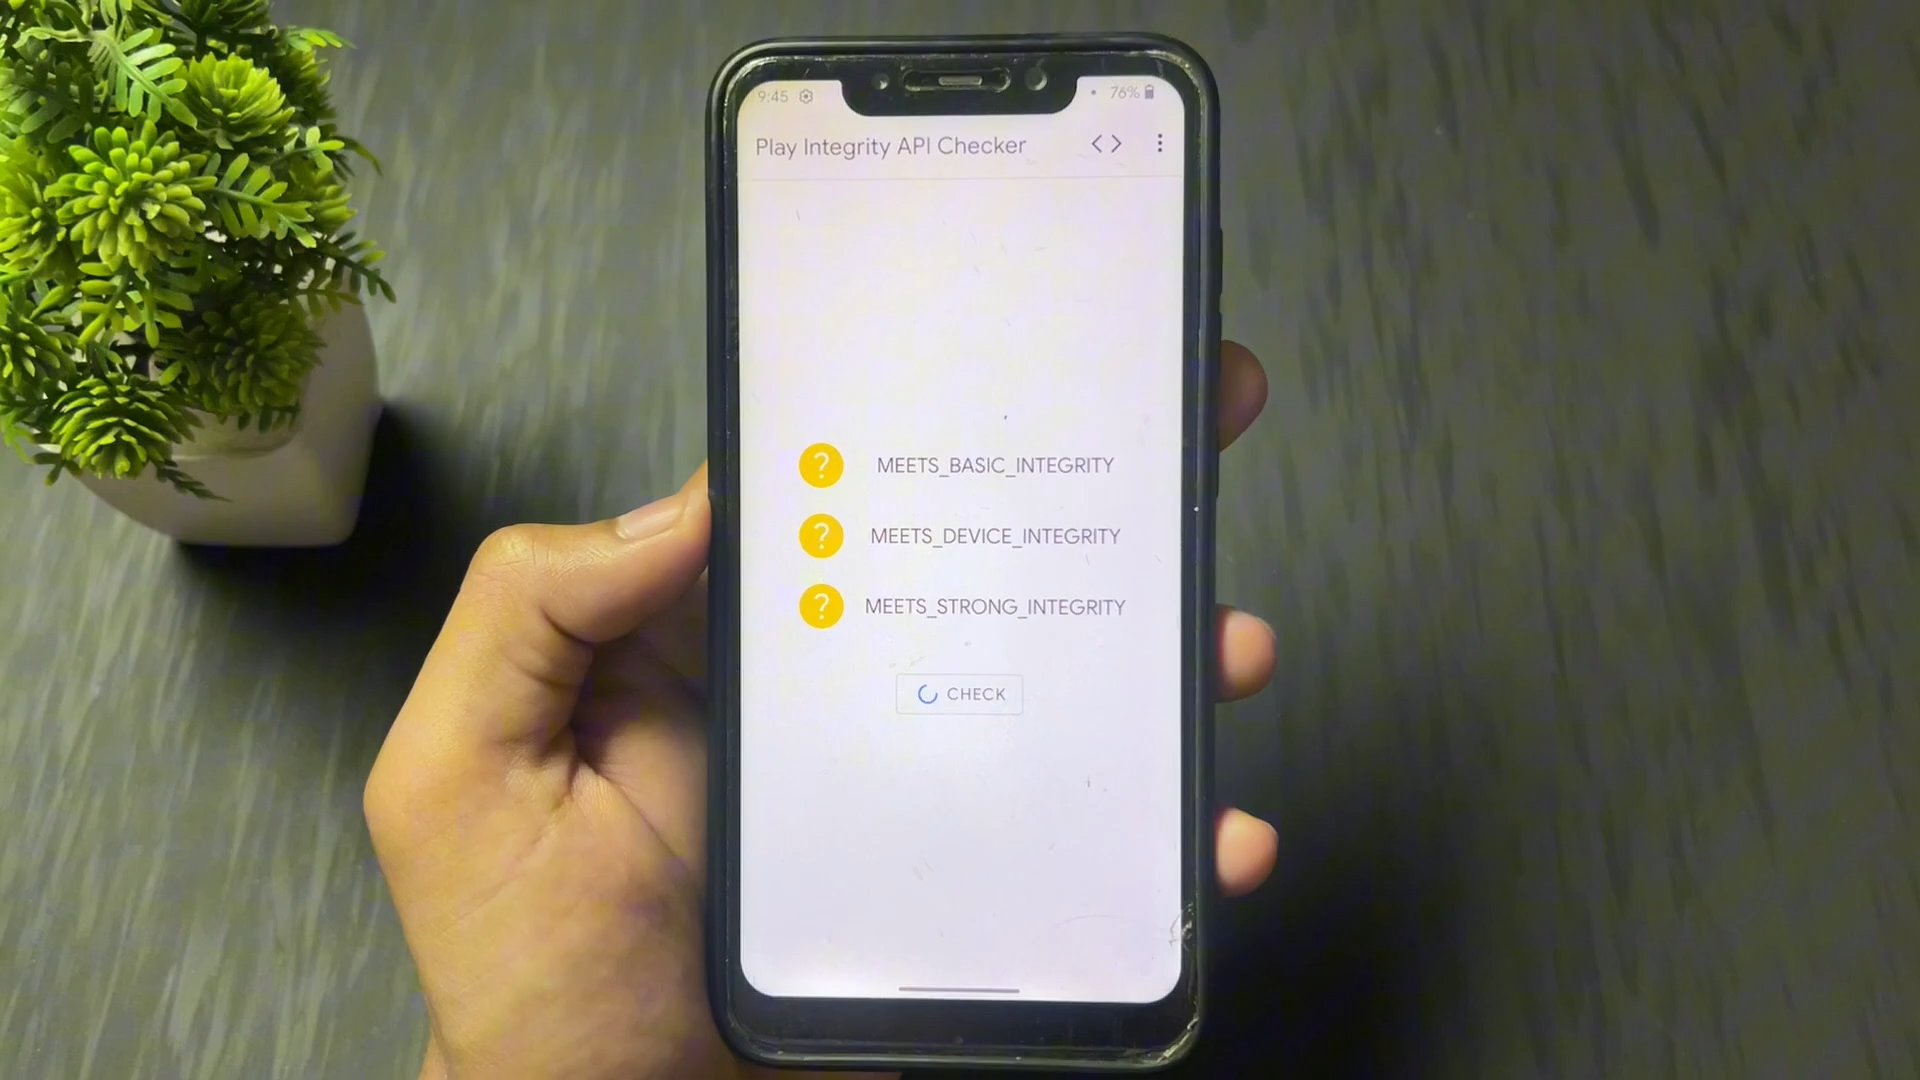 9:45 76%
Play Integrity API Checker
? MEETS_BASIC_INTEGRITY
? MEETS_DEVICE_INTEGRITY
? MEETS_STRONG_INTEGRITY
CHECK